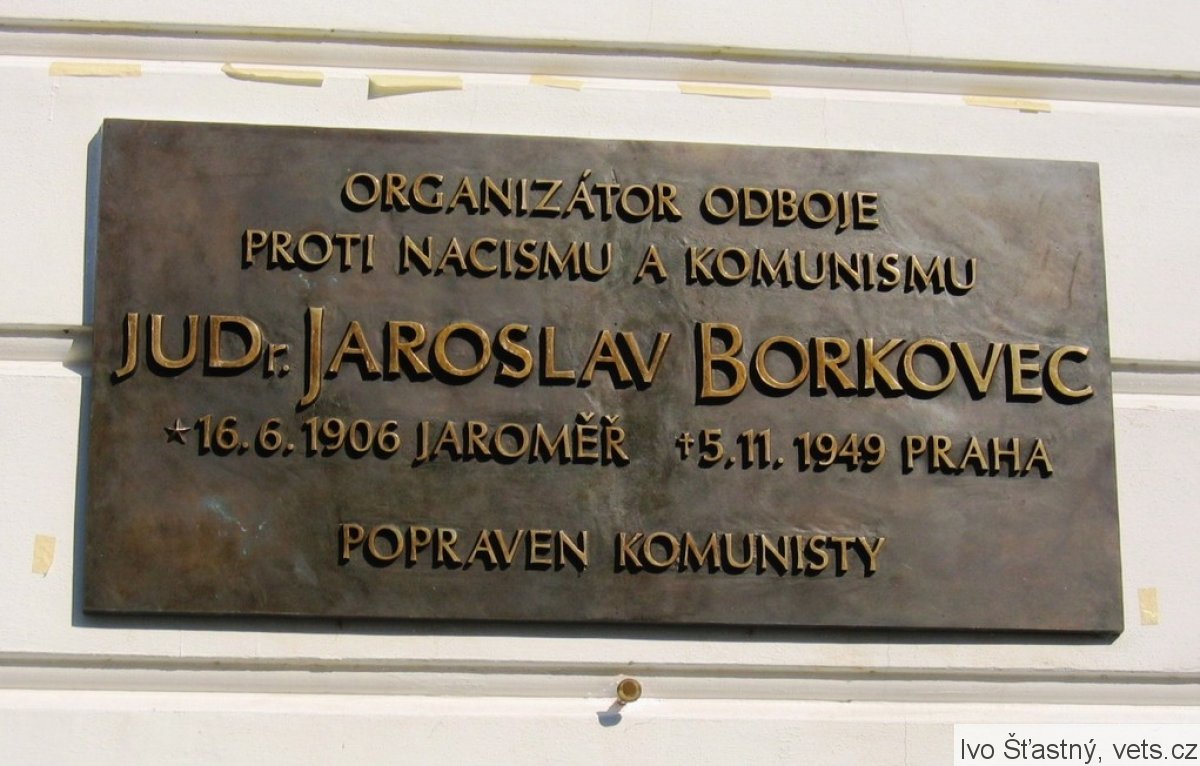 ORGANIZÁTOR ODBOJE
PROTI NACISMU A KOMUNISMU
JUDr. JAROSLAV BORKOVEC
*16.6.1906 JAROMĚŘ †5.11.1949 PRAHA
POPRAVEN KOMUNISTY
Ivo Šťastný, vets.cz